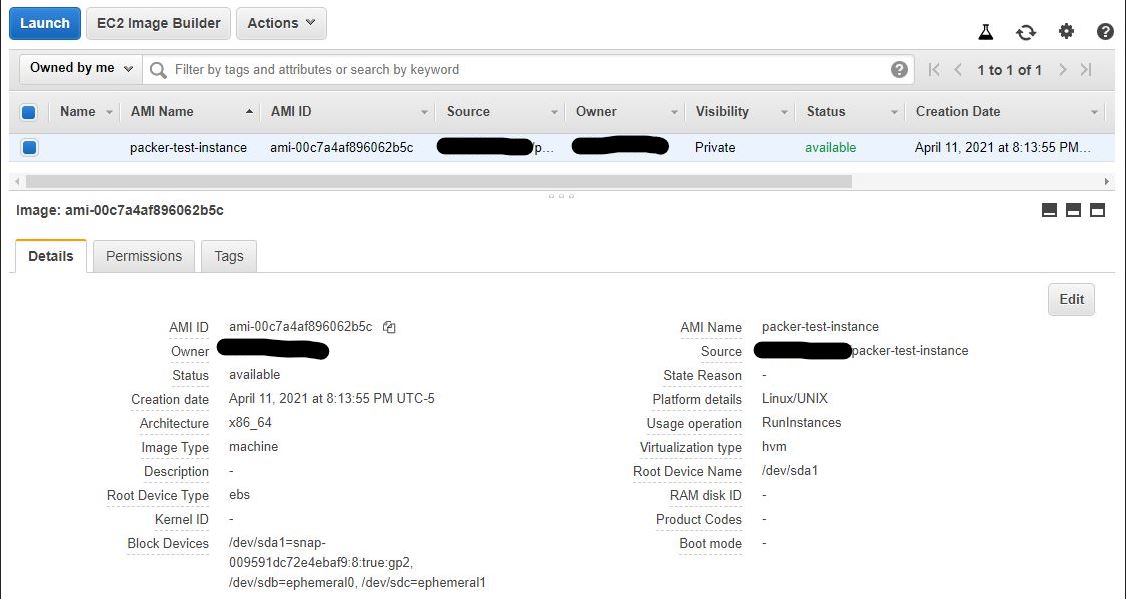 Launch EC2 Image Builder Actions
Owned by me Filter by tags and attributes or search by keyword 1 to 1 of 1
Name AMI Name AMI ID Source Owner Visibility Status Creation Date
packer-test-instance ami-00c7a4af896062b5c /p... Private available April 11, 2021 at 8:13:55 PM...
Image: ami-00c7a4af896062b5c
Details Permissions Tags
Edit
AMI ID ami-00c7a4af896062b5c AMI Name packer-test-instance
Owner Source /packer-test-instance
Status available State Reason -
Creation date April 11, 2021 at 8:13:55 PM UTC-5 Platform details Linux/UNIX
Architecture x86_64 Usage operation RunInstances
Image Type machine Virtualization type hvm
Description - Root Device Name /dev/sda1
Root Device Type ebs RAM disk ID -
Kernel ID - Product Codes -
Block Devices /dev/sda1=snap- Boot mode -
009591dc72e4ebaf9:8:true:gp2,
/dev/sdb=ephemeral0, /dev/sdc=ephemeral1